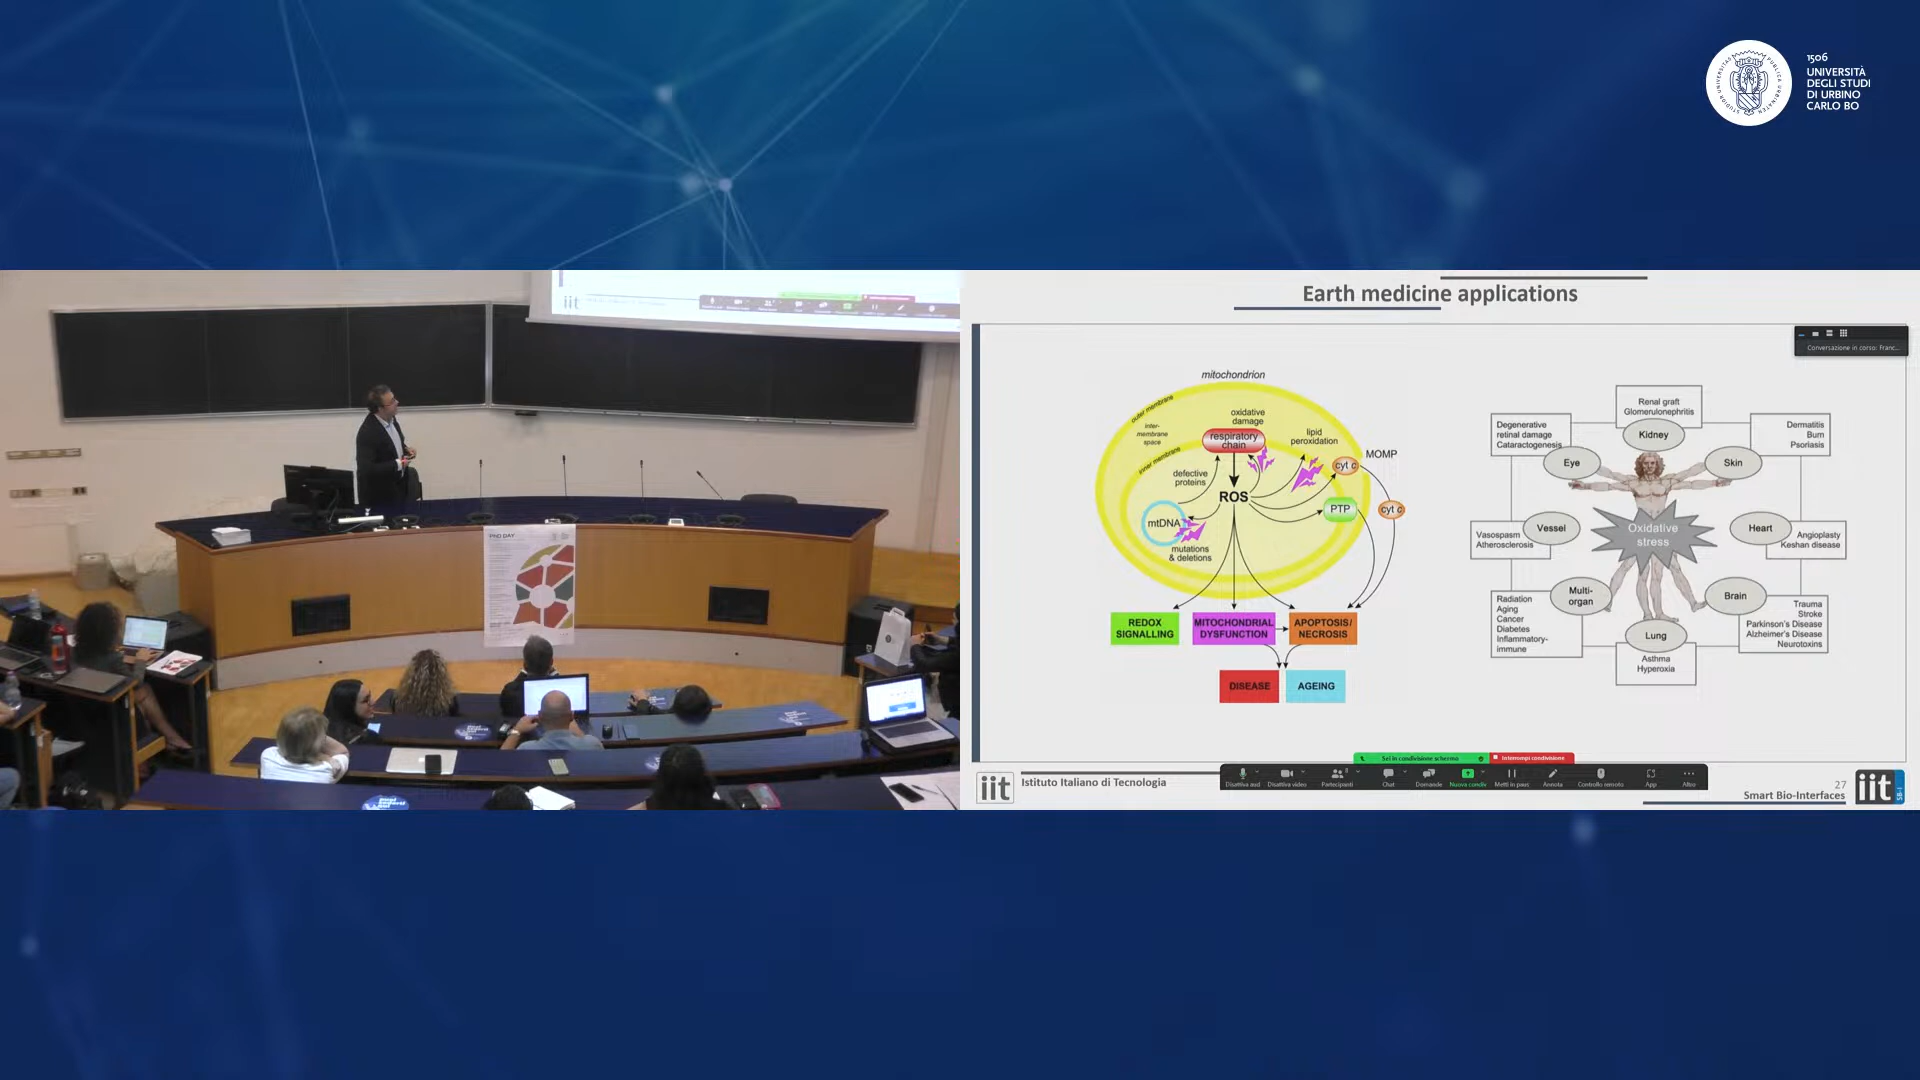 1506
UNIVERSITÀ
DEGLI STUDI
DI URBINO
CARLO BO
Earth medicine applications
Conversazione in corso: Franc...
mitochondrion
outer membrane
inter-
membrane
space
inner membrane
oxidative
damage
respiratory
chain
lipid
peroxidation
MOMP
cyt c
defective
proteins
ROS
PTP
cyt c
mtDNA
mutations
& deletions
REDOX
SIGNALLING
MITOCHONDRIAL
DYSFUNCTION
APOPTOSIS/
NECROSIS
DISEASE
AGEING
Renal graft
Glomerulonephritis
Kidney
Degenerative
retinal damage
Cataractogenesis
Eye
Dermatitis
Burn
Psoriasis
Skin
Vessel
Vasospasm
Atherosclerosis
Oxidative
stress
Heart
Angioplasty
Keshan disease
Multi-
organ
Radiation
Aging
Cancer
Diabetes
Inflammatory-
immune
Brain
Trauma
Stroke
Parkinson's Disease
Alzheimer's Disease
Neurotoxins
Lung
Asthma
Hyperoxia
Sei in condivisione schermo
Interrompi condivisione
Disattiva aud
Disattiva video
Partecipanti
Chat
Domande
Nuova condiv
Metti in paus
Annota
Controllo remoto
App
Altro
iit
Istituto Italiano di Tecnologia
27
Smart Bio-Interfaces
iit
SB-I
iit
PhD DAY